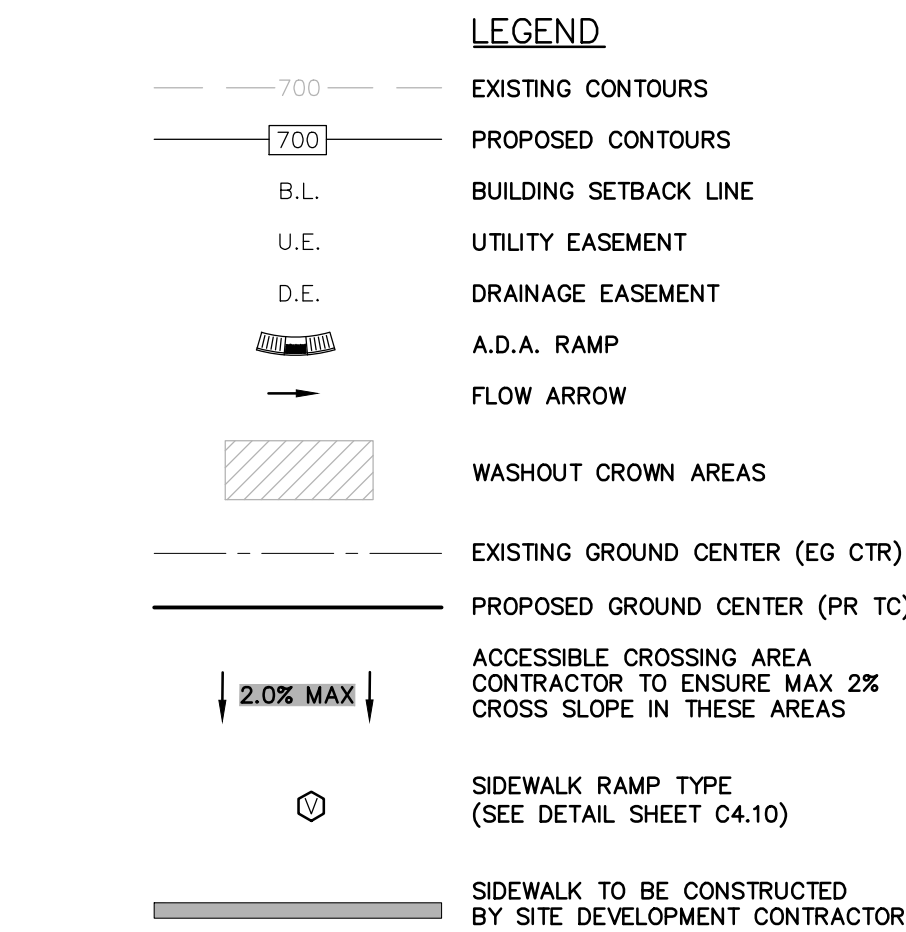 LEGEND
700 EXISTING CONTOURS
700 PROPOSED CONTOURS
B.L. BUILDING SETBACK LINE
U.E. UTILITY EASEMENT
D.E. DRAINAGE EASEMENT
A.D.A. RAMP
FLOW ARROW
WASHOUT CROWN AREAS
EXISTING GROUND CENTER (EG CTR)
PROPOSED GROUND CENTER (PR TC)
ACCESSIBLE CROSSING AREA
2.0% MAX CONTRACTOR TO ENSURE MAX 2%
CROSS SLOPE IN THESE AREAS
V SIDEWALK RAMP TYPE
(SEE DETAIL SHEET C4.10)
SIDEWALK TO BE CONSTRUCTED
BY SITE DEVELOPMENT CONTRACTOR